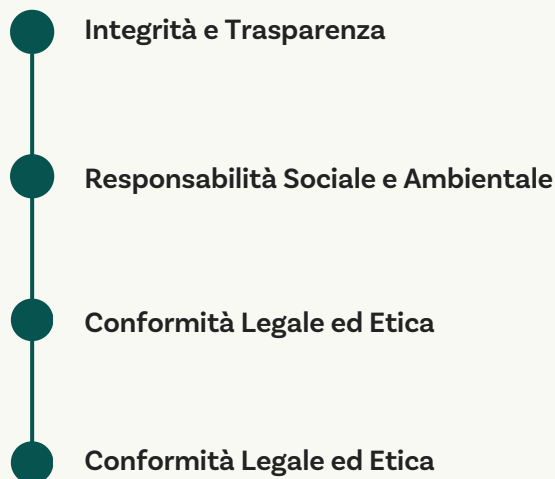 Integrità e Trasparenza
Responsabilità Sociale e Ambientale
Conformità Legale ed Etica
Conformità Legale ed Etica